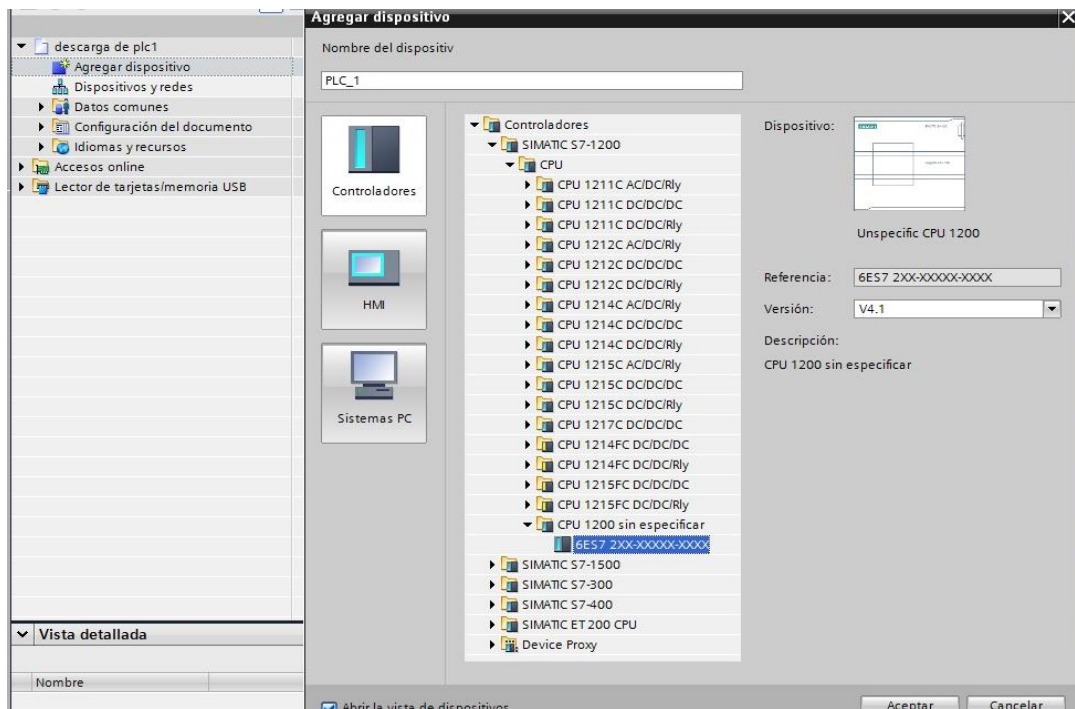 descarga de plc1
Agregar dispositivo
Dispositivos y redes
Datos comunes
Configuración del documento
Idiomas y recursos
Accesos online
Lector de tarjetas/memoria USB
Vista detallada
Nombre
Agregar dispositivo
Nombre del dispositiv
PLC_1
Controladores
HMI
Sistemas PC
Controladores
SIMATIC S7-1200
CPU
CPU 1211C AC/DC/Rly
CPU 1211C DC/DC/DC
CPU 1211C DC/DC/Rly
CPU 1212C AC/DC/Rly
CPU 1212C DC/DC/DC
CPU 1212C DC/DC/Rly
CPU 1214C AC/DC/Rly
CPU 1214C DC/DC/DC
CPU 1214C DC/DC/Rly
CPU 1215C AC/DC/Rly
CPU 1215C DC/DC/DC
CPU 1215C DC/DC/Rly
CPU 1217C DC/DC/DC
CPU 1214FC DC/DC/DC
CPU 1214FC DC/DC/Rly
CPU 1215FC DC/DC/DC
CPU 1215FC DC/DC/Rly
CPU 1200 sin especificar
6ES7 2XX-XXXXX-XXXX
SIMATIC S7-1500
SIMATIC S7-300
SIMATIC S7-400
SIMATIC ET 200 CPU
Device Proxy
Dispositivo:
SIEMENS
Unspecific CPU 1200
Referencia: 6ES7 2XX-XXXXX-XXXX
Versión: V4.1
Descripción:
CPU 1200 sin especificar
Abrir la vista de dispositivos
Aceptar
Cancelar